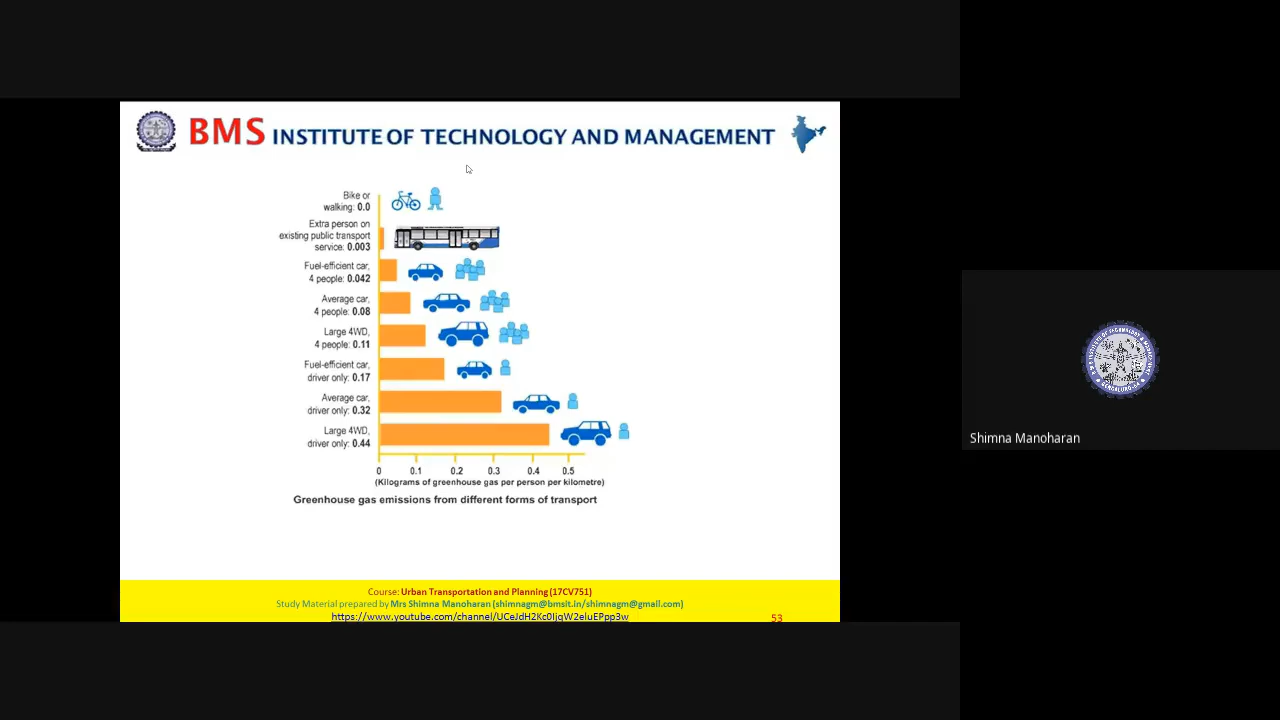 BMS INSTITUTE OF TECHNOLOGY AND MANAGEMENT
Bike or
walking: 0.0
Extra person on
existing public transport
service: 0.003
Fuel-efficient car,
4 people: 0.042
Average car,
4 people: 0.08
Large 4WD,
4 people: 0.11
Fuel-efficient car,
driver only: 0.17
Average car,
driver only: 0.32
Large 4WD,
driver only: 0.44
0 0.1 0.2 0.3 0.4 0.5
(Kilograms of greenhouse gas per person per kilometre)
Greenhouse gas emissions from different forms of transport
Course: Urban Transportation and Planning (17CV751)
Study Material prepared by Mrs Shimna Manoharan (shimnagm@bmsit.in/shimnagm@gmail.com)
https://www.youtube.com/channel/UCeJdH2Kc0IjqW2eluEPpp3w
53
Shimna Manoharan